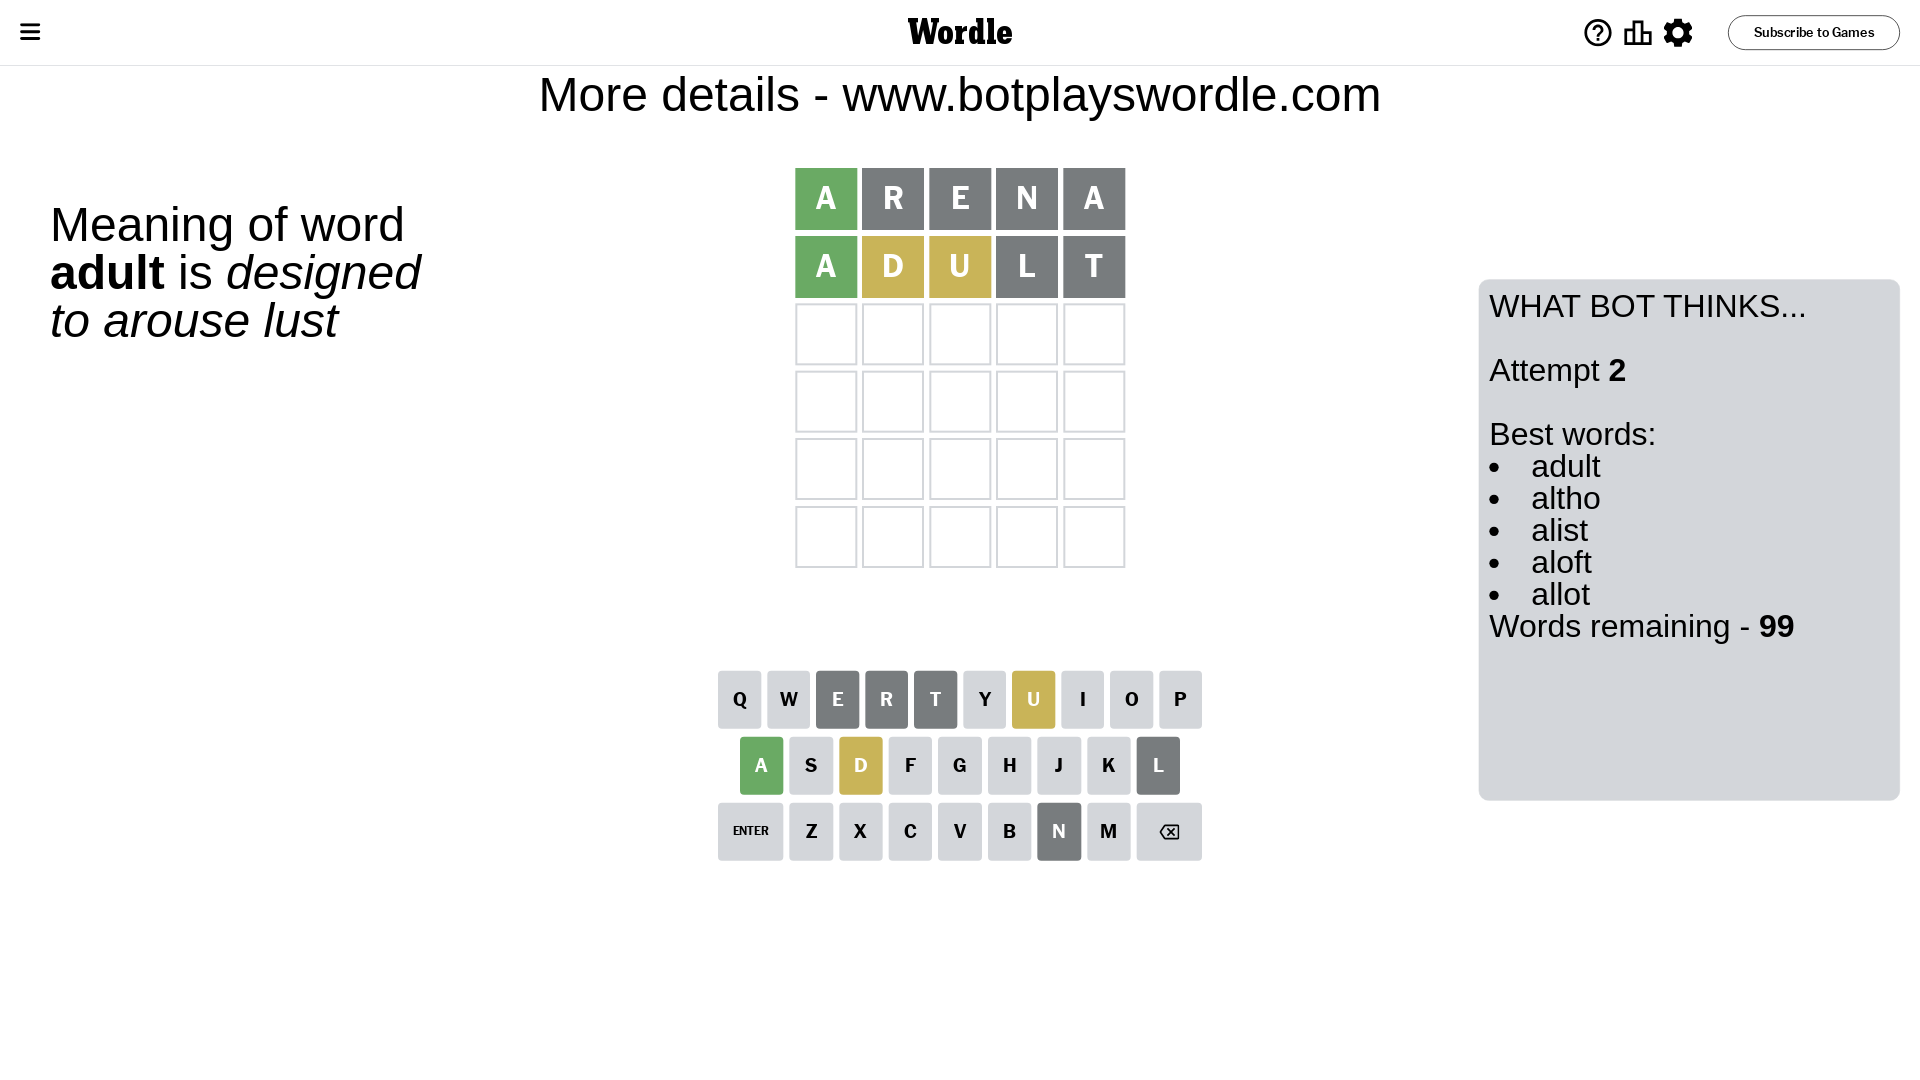 Wordle
Subscribe to Games
More details - www.botplayswordle.com
Meaning of word
adult is designed
to arouse lust
A R E N A
A D U L T
WHAT BOT THINKS...
Attempt 2
Best words:
• adult
• altho
• alist
• aloft
• allot
Words remaining - 99
Q W E R T Y U I O P
A S D F G H J K L
ENTER Z X C V B N M